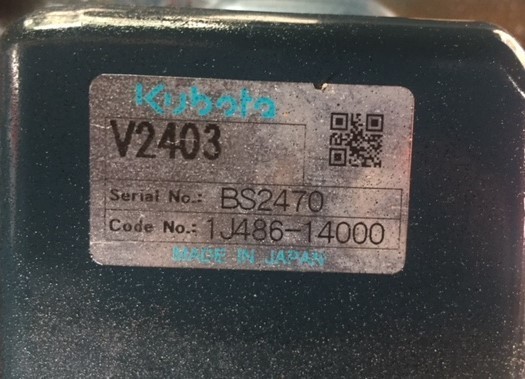 Kubota
V2403
Serial No.: BS2470
Code No.: 1J486-14000
MADE IN JAPAN